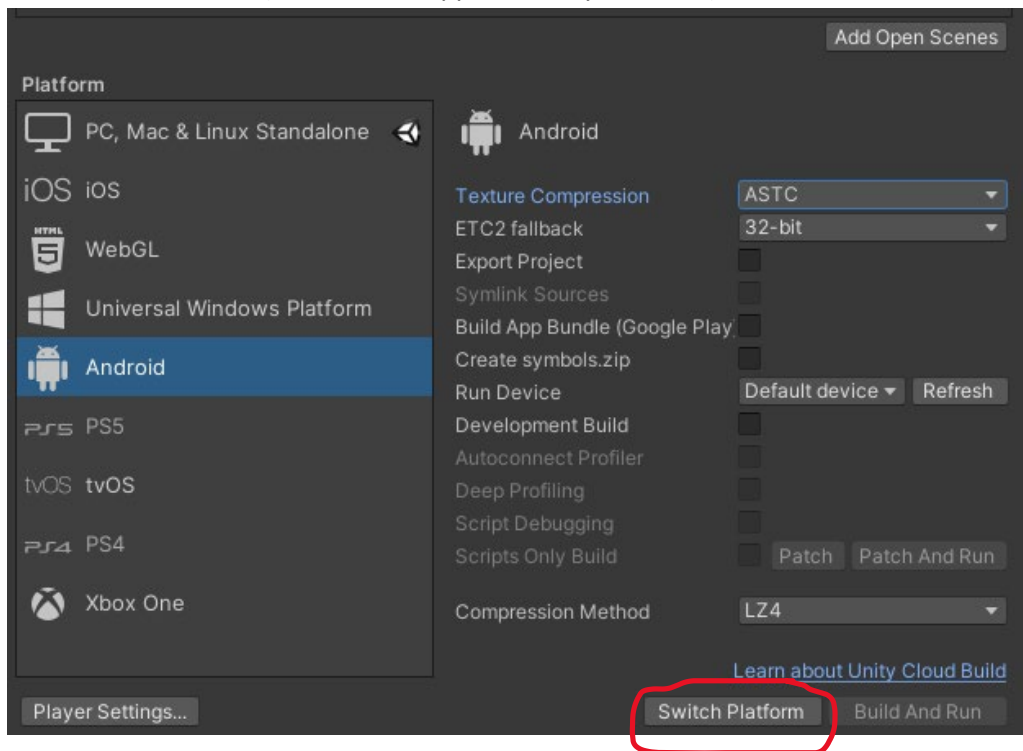 Add Open Scenes
Platform
PC, Mac & Linux Standalone
iOS iOS
HTML
5 WebGL
Universal Windows Platform
Android
PS5 PS5
tvOS tvOS
PS4 PS4
Xbox One
Android
Texture Compression ASTC
ETC2 fallback 32-bit
Export Project
Symlink Sources
Build App Bundle (Google Play)
Create symbols.zip
Run Device Default device Refresh
Development Build
Autoconnect Profiler
Deep Profiling
Script Debugging
Scripts Only Build Patch Patch And Run
Compression Method LZ4
Learn about Unity Cloud Build
Player Settings... Switch Platform Build And Run